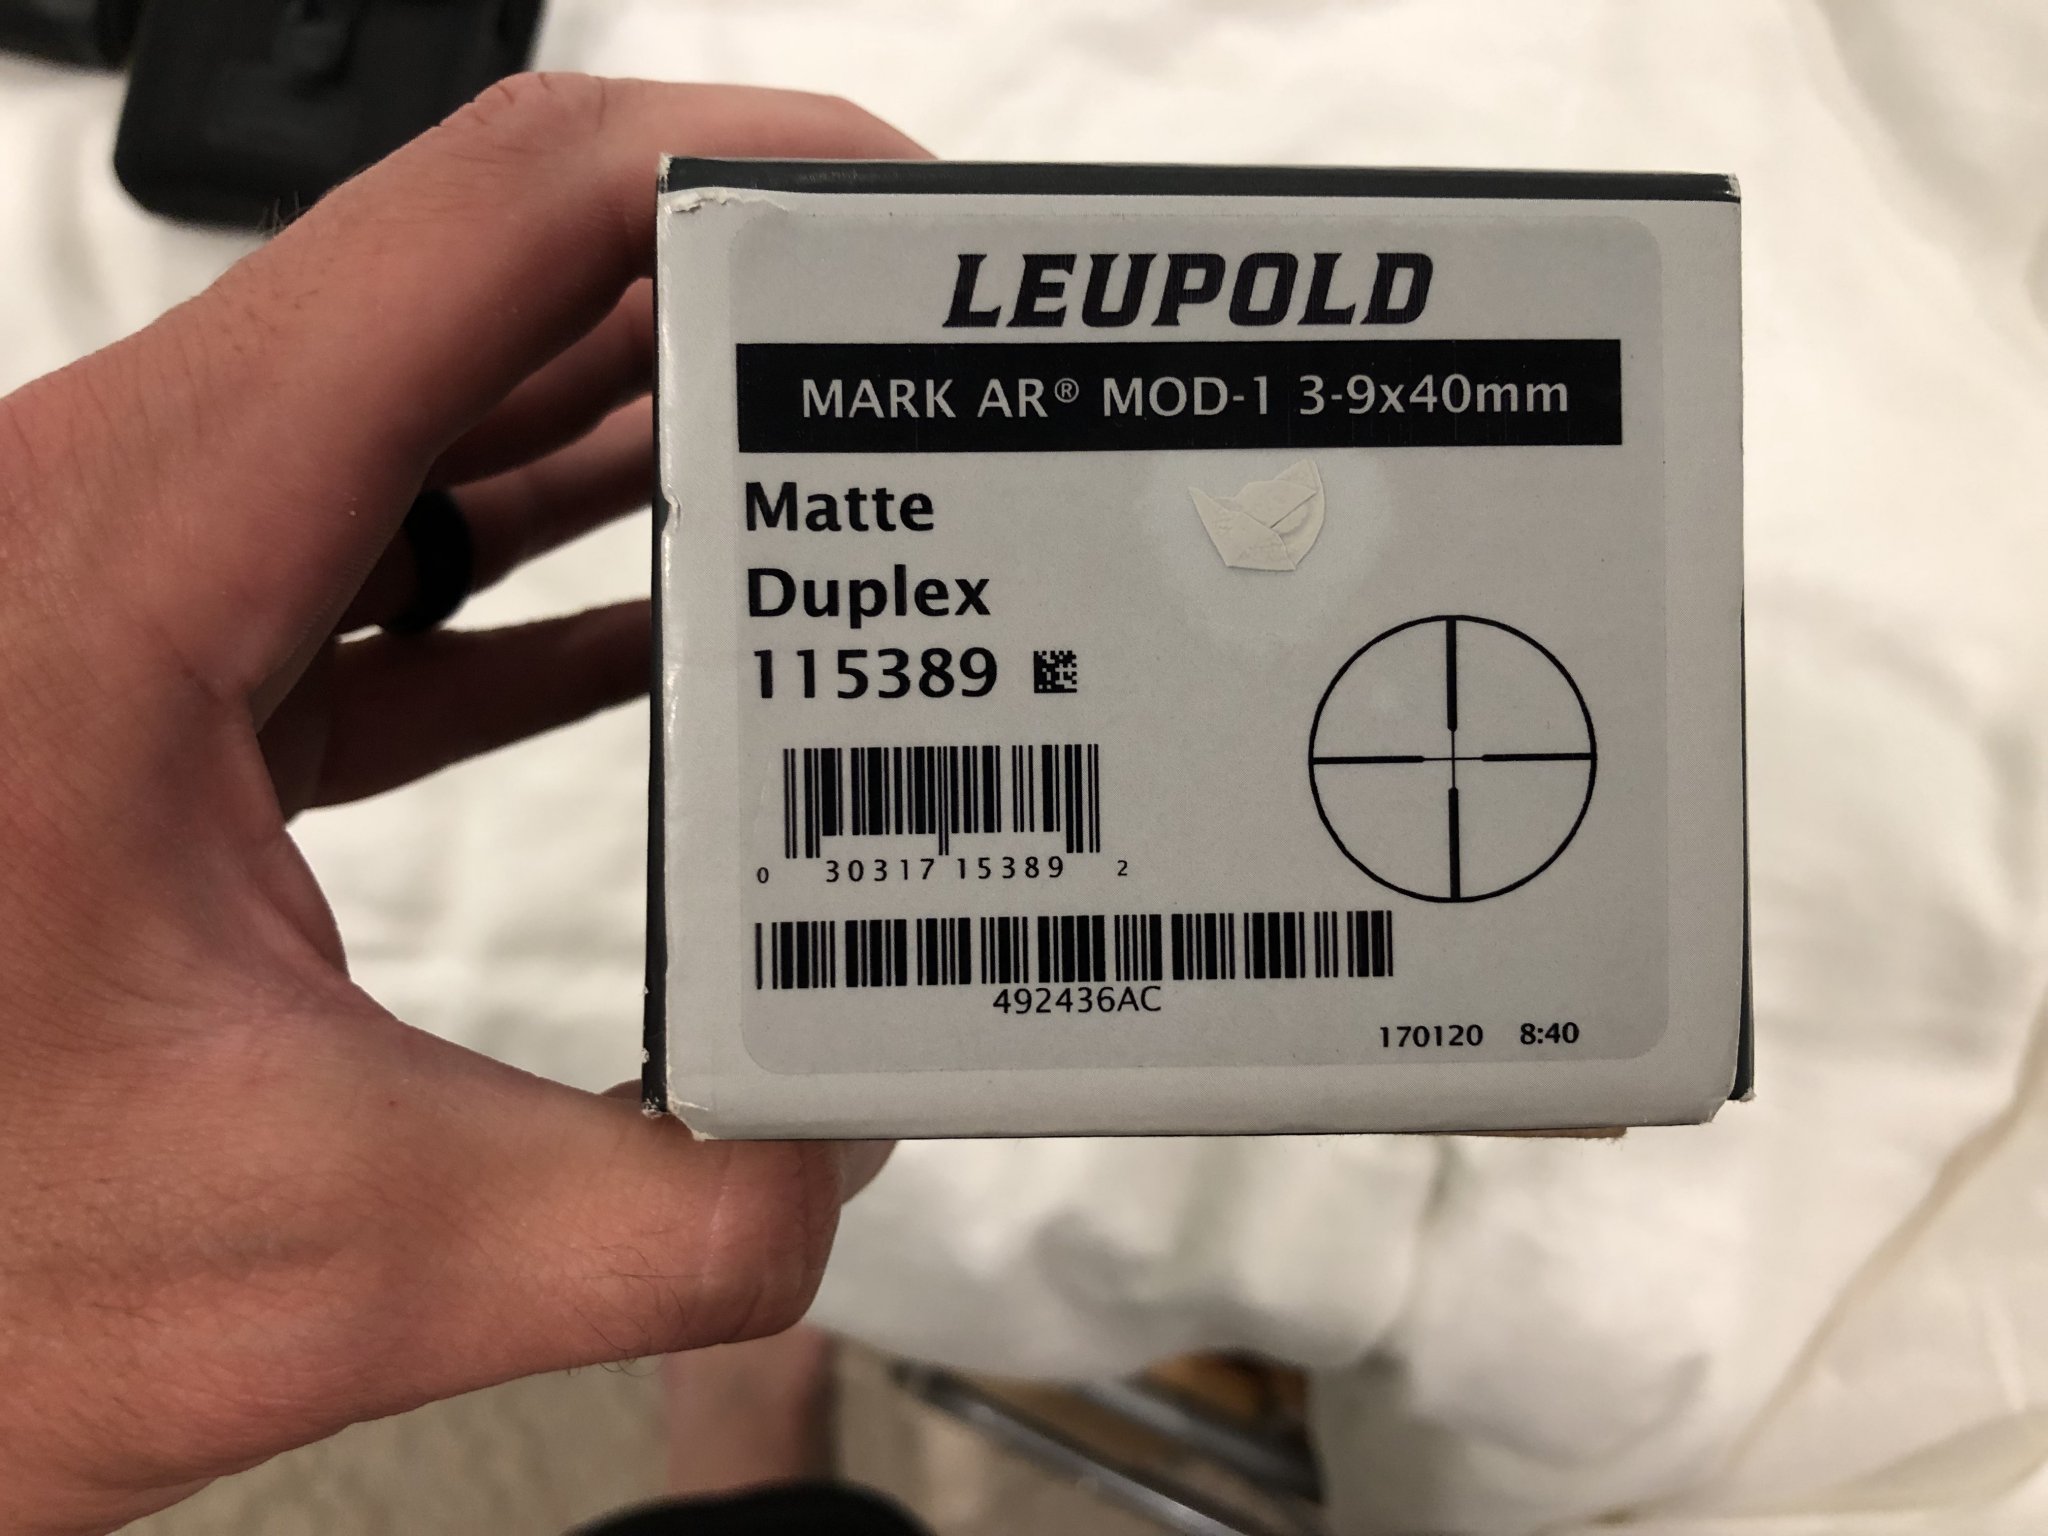 LEUPOLD
MARK AR® MOD-1 3-9x40mm
Matte
Duplex
115389
0 30317 15389 2
492436AC
170120 8:40